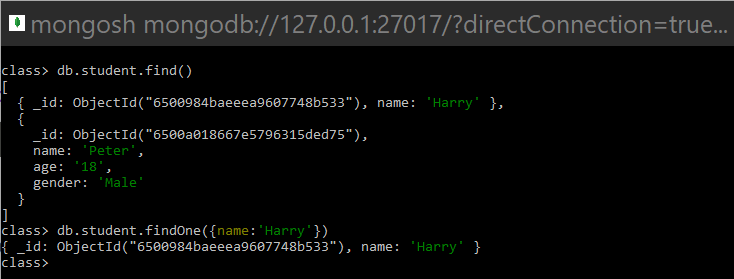 mongosh mongodb://127.0.0.1:27017/?directConnection=true...
class> db.student.find()
[
  { _id: ObjectId("6500984baeeea9607748b533"), name: 'Harry' },
  {
    _id: ObjectId("6500a018667e5796315ded75"),
    name: 'Peter',
    age: '18',
    gender: 'Male'
  }
]
class> db.student.findOne({name:'Harry'})
{ _id: ObjectId("6500984baeeea9607748b533"), name: 'Harry' }
class>